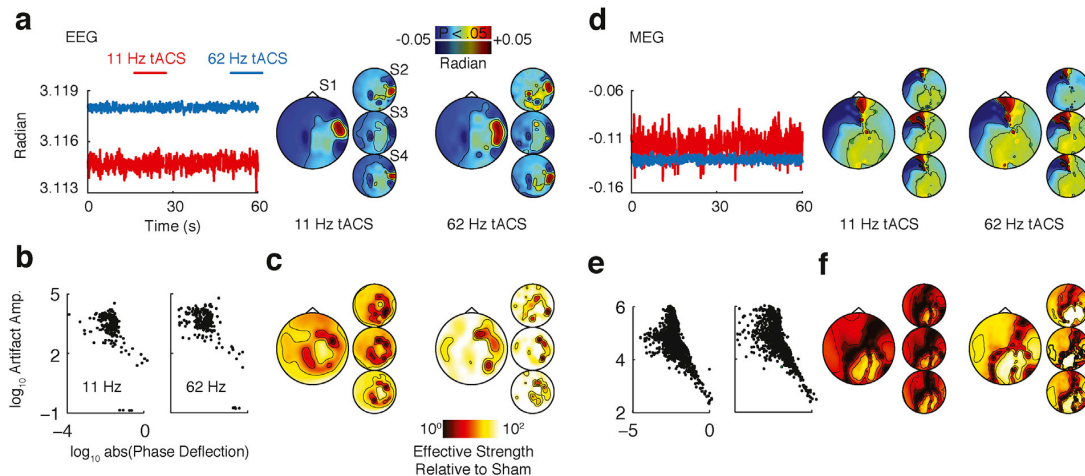 a
EEG
11 Hz tACS
62 Hz tACS
3.119
3.116
3.113
Radian
0
30
60
Time (s)
S1
S2
S3
S4
-0.05
P < .05
+0.05
Radian
11 Hz tACS
62 Hz tACS
d
MEG
-0.06
-0.11
-0.16
0
30
60
11 Hz tACS
62 Hz tACS
b
log10 Artifact Amp.
5
2
-1
11 Hz
62 Hz
-4
0
log10 abs(Phase Deflection)
c
10⁰
10²
Effective Strength
Relative to Sham
e
6
4
2
-5
0
f